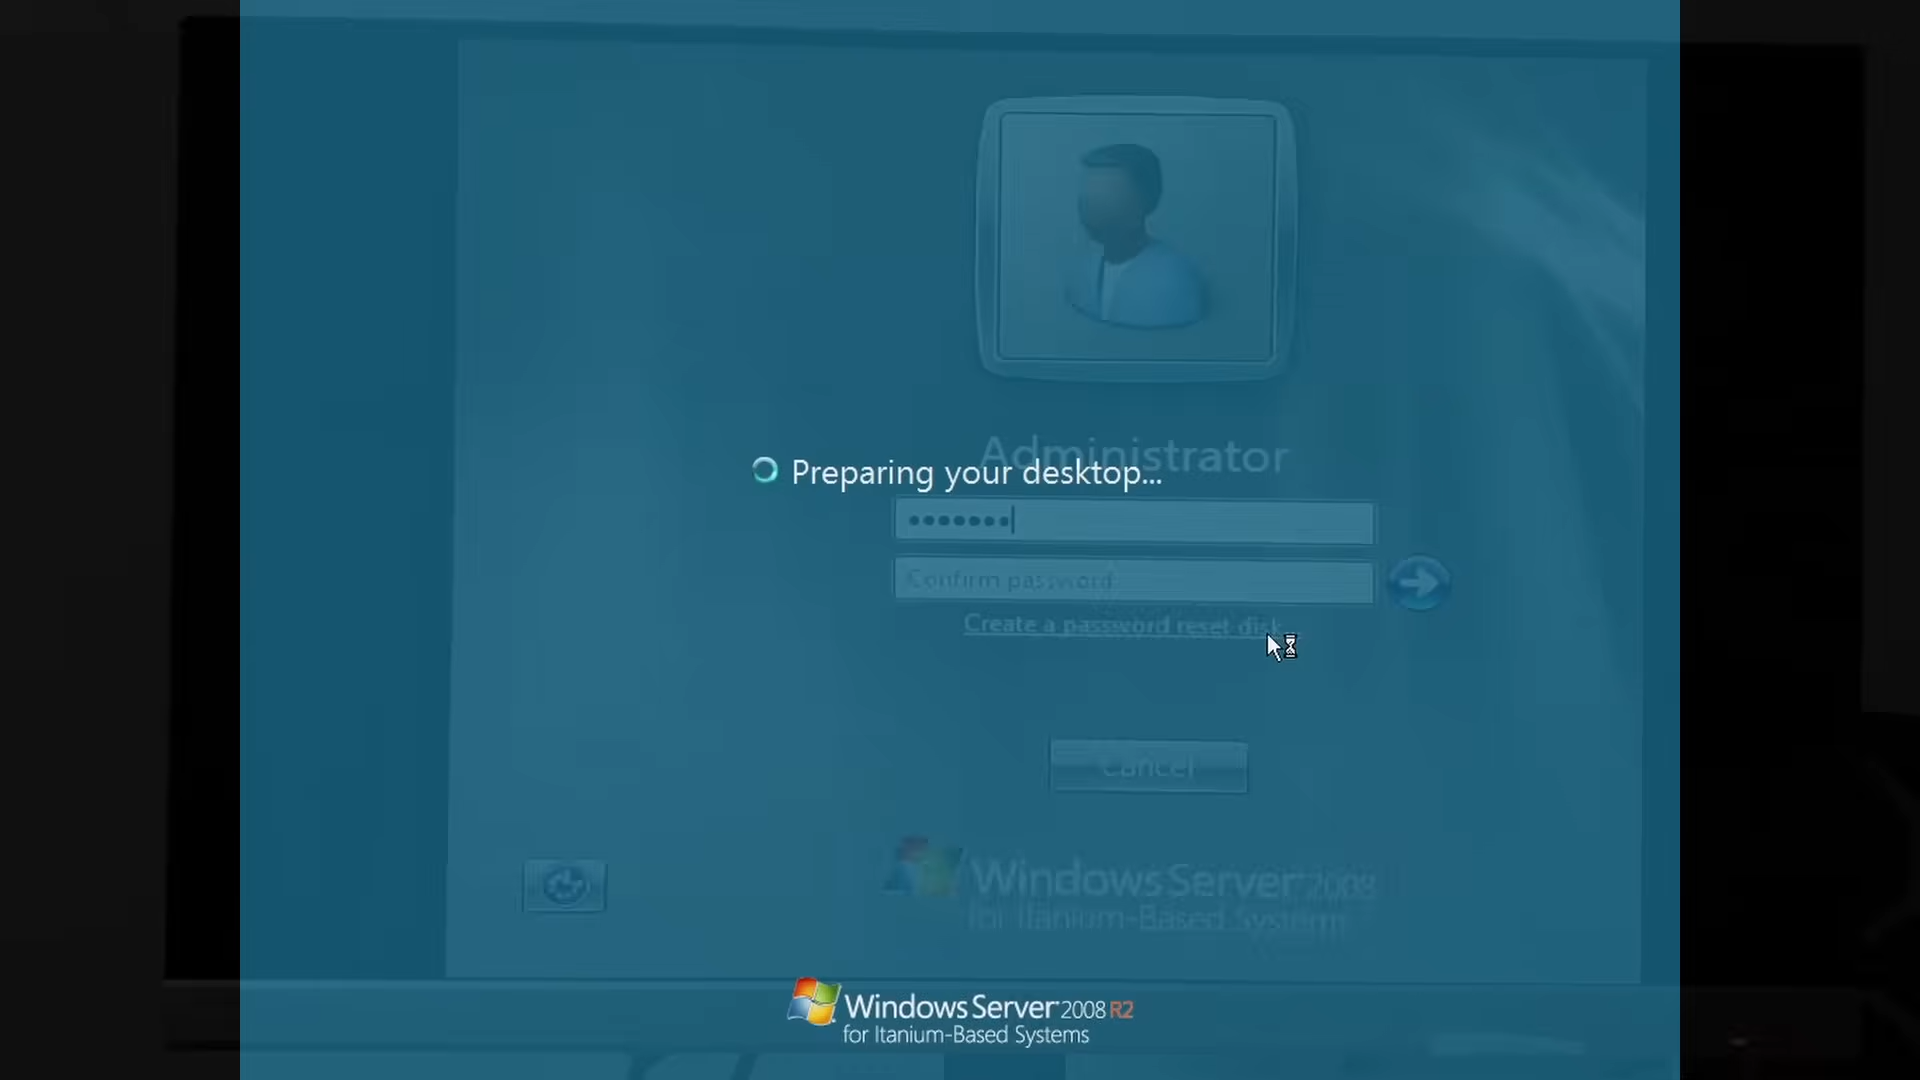 Administrator
Preparing your desktop...
Confirm password
Create a password reset disk...
Cancel
Windows Server 2008
for Itanium-Based Systems
Windows Server 2008 R2
for Itanium-Based Systems